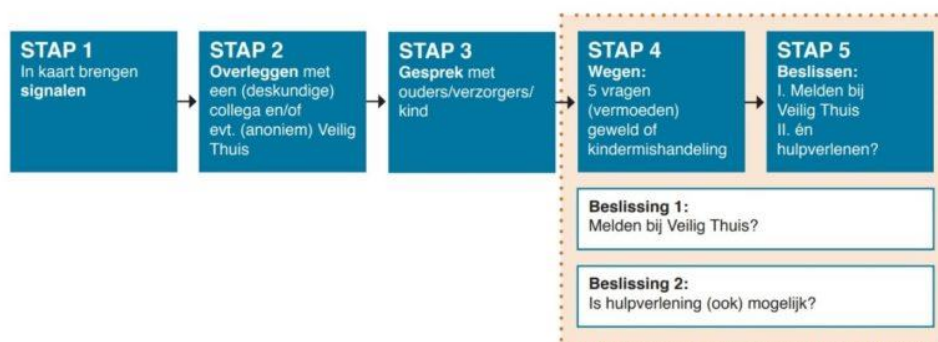 STAP 1
In kaart brengen
signalen
STAP 2
Overleggen met
een (deskundige)
collega en/of
evt. (anoniem) Veilig
Thuis
STAP 3
Gesprek met
ouders/verzorgers/
kind
STAP 4
Wegen:
5 vragen
(vermoeden)
geweld of
kindermishandeling
STAP 5
Beslissen:
I. Melden bij
Veilig Thuis
II. én
hulpverlenen?
Beslissing 1:
Melden bij Veilig Thuis?
Beslissing 2:
Is hulpverlening (ook) mogelijk?